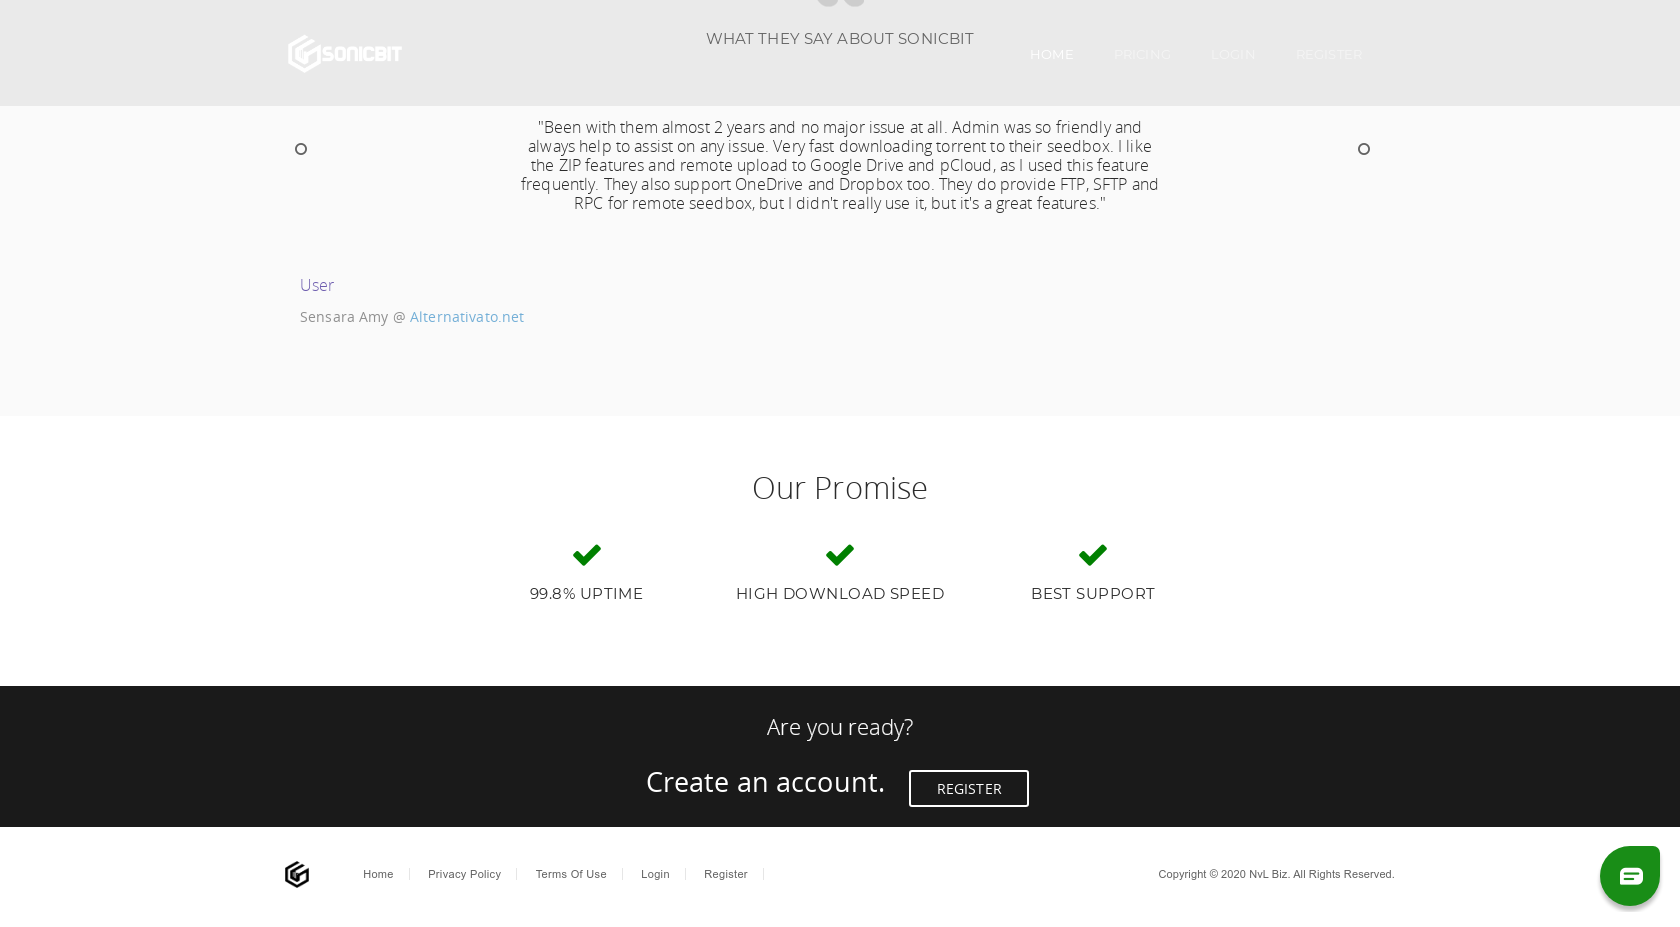 SONICBIT
WHAT THEY SAY ABOUT SONICBIT
HOME
PRICING
LOGIN
REGISTER
"Been with them almost 2 years and no major issue at all. Admin was so friendly and
always help to assist on any issue. Very fast downloading torrent to their seedbox. I like
the ZIP features and remote upload to Google Drive and pCloud, as I used this feature
frequently. They also support OneDrive and Dropbox too. They do provide FTP, SFTP and
RPC for remote seedbox, but I didn't really use it, but it's a great features."
User
Sensara Amy @ Alternativato.net
Our Promise
99.8% UPTIME
HIGH DOWNLOAD SPEED
BEST SUPPORT
Are you ready?
Create an account.
REGISTER
Home
Privacy Policy
Terms Of Use
Login
Register
Copyright © 2020 NvL Biz. All Rights Reserved.